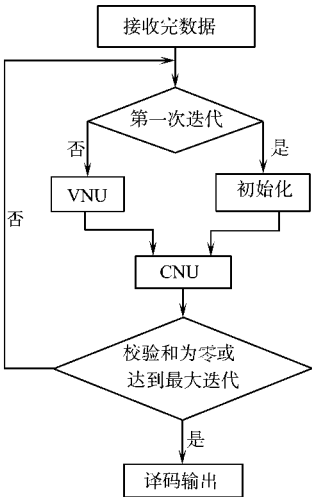 接收完数据
第一次迭代
否
是
VNU
初始化
否
CNU
校验和为零或
达到最大迭代
是
译码输出